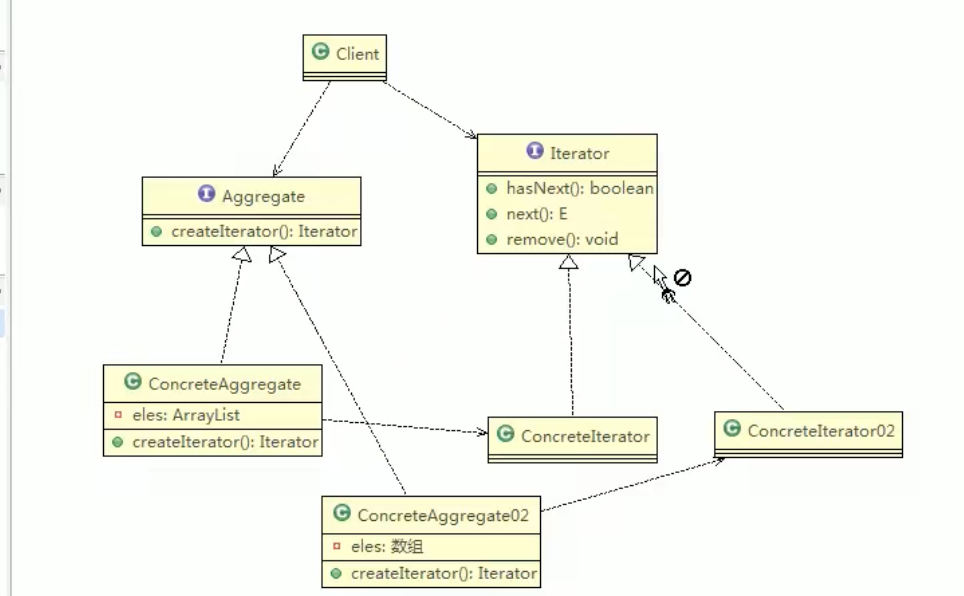 Client
Iterator
hasNext(): boolean
next(): E
remove(): void
Aggregate
createIterator(): Iterator
ConcreteAggregate
eles: ArrayList
createIterator(): Iterator
ConcreteIterator
ConcreteIterator02
ConcreteAggregate02
eles: 数组
createIterator(): Iterator